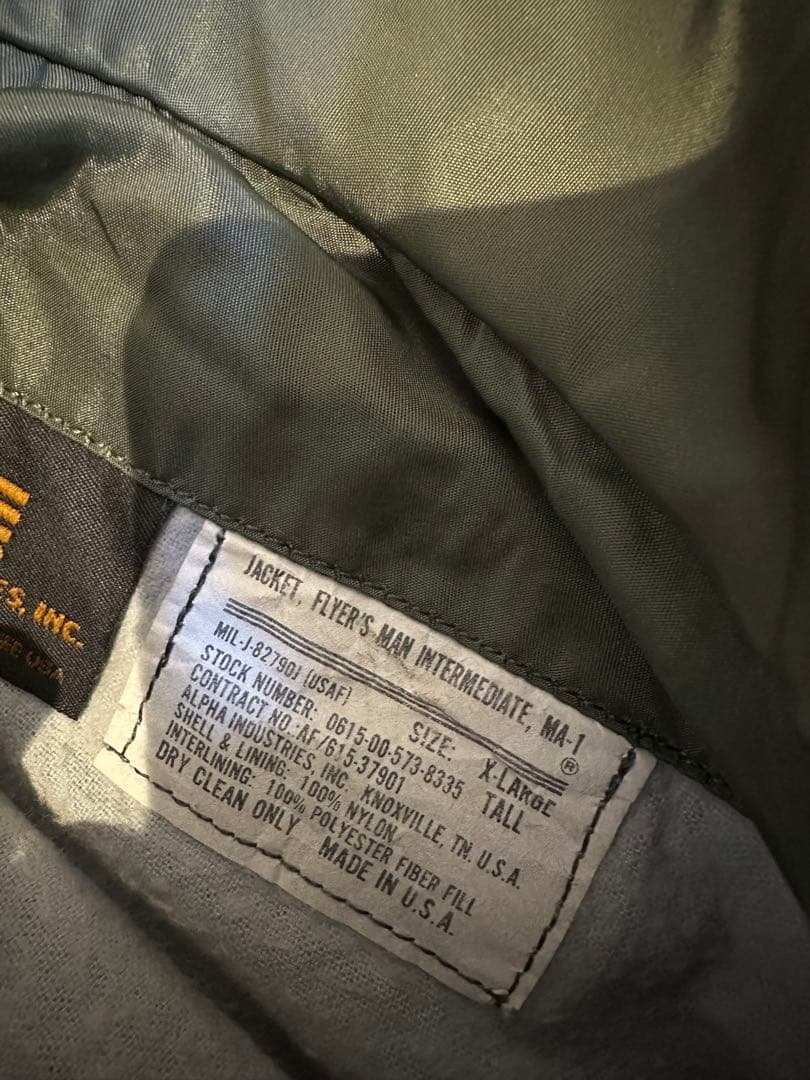 ES, INC.
USA
JACKET, FLYER'S MAN INTERMEDIATE, MA-1
®
MIL-J-8279OJ (USAF)
SIZE: X-LARGE
STOCK NUMBER: 0615-00-573-8335 TALL
CONTRACT NO.:AF/615-37901
ALPHA INDUSTRIES, INC. KNOXVILLE, TN. U.S.A.
SHELL & LINING: 100% NYLON
INTERLINING: 100% POLYESTER FIBER FILL
DRY CLEAN ONLY MADE IN U.S.A.